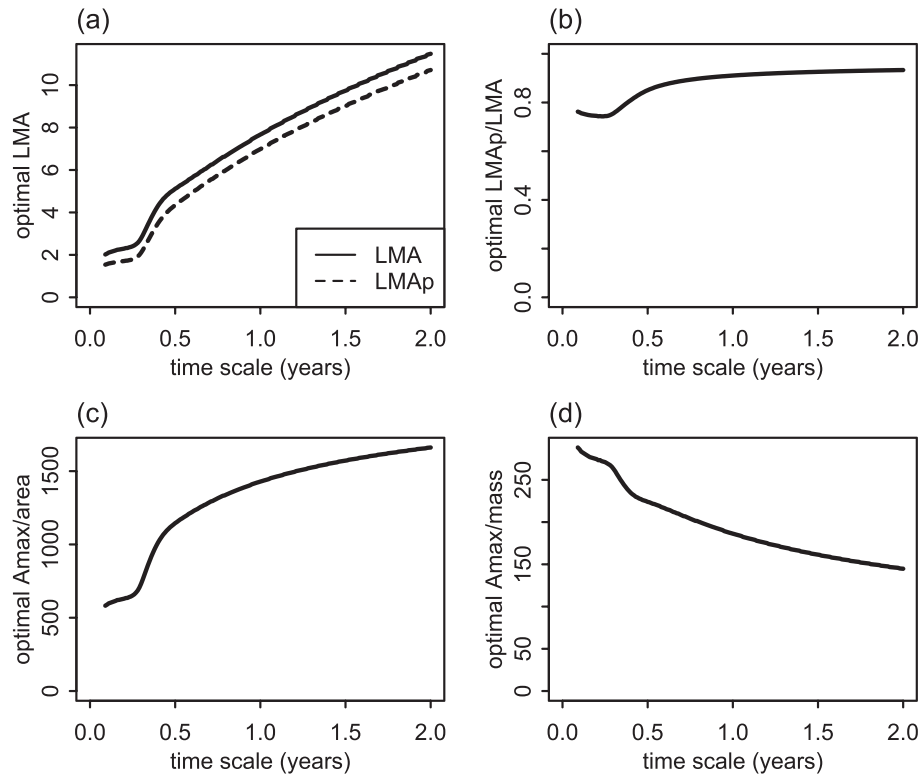 (a)
optimal LMA
0 2 4 6 8 10
LMA
LMAp
0.0 0.5 1.0 1.5 2.0
time scale (years)
(b)
optimal LMAp/LMA
0.0 0.4 0.8
0.0 0.5 1.0 1.5 2.0
time scale (years)
(c)
optimal Amax/area
0 500 1000 1500
0.0 0.5 1.0 1.5 2.0
time scale (years)
(d)
optimal Amax/mass
0 50 150 250
0.0 0.5 1.0 1.5 2.0
time scale (years)